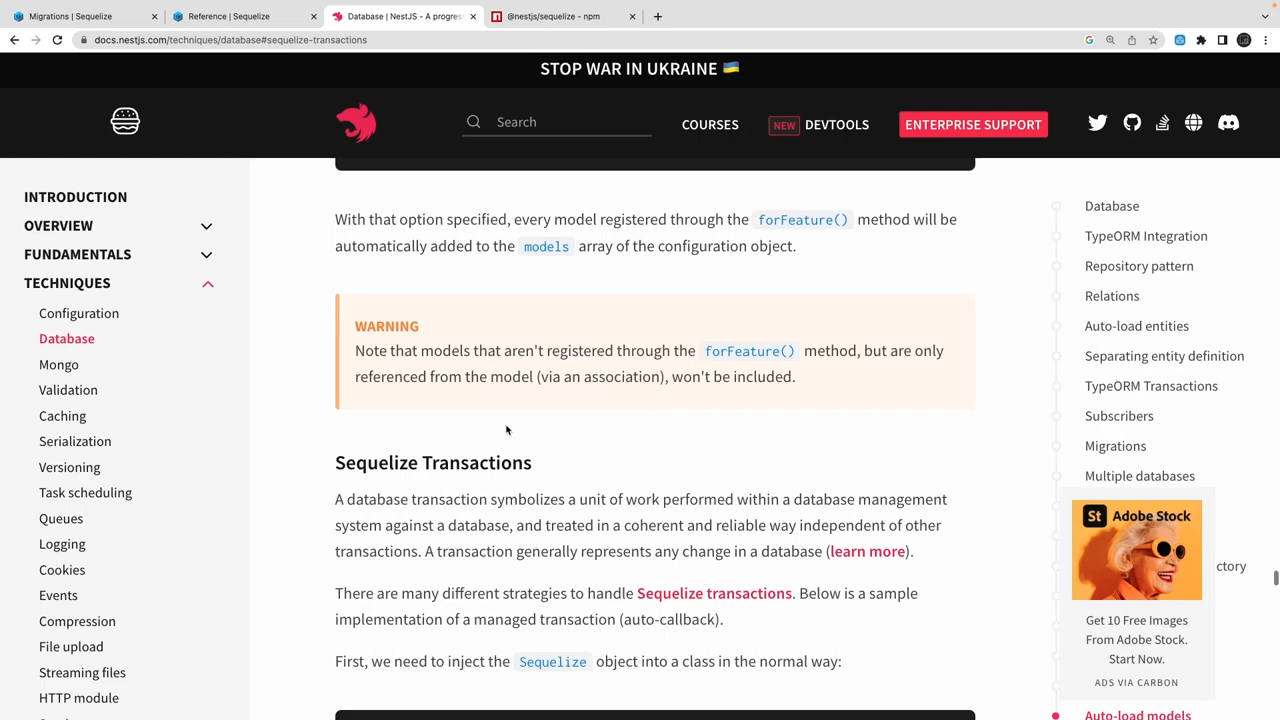 Migrations | Sequelize
Reference | Sequelize
Database | NestJS - A progres
@nestjs/sequelize - npm
docs.nestjs.com/techniques/database#sequelize-transactions
STOP WAR IN UKRAINE 🇺🇦
Search
COURSES
NEW DEVTOOLS
ENTERPRISE SUPPORT
INTRODUCTION
OVERVIEW
FUNDAMENTALS
TECHNIQUES
Configuration
Database
Mongo
Validation
Caching
Serialization
Versioning
Task scheduling
Queues
Logging
Cookies
Events
Compression
File upload
Streaming files
HTTP module
With that option specified, every model registered through the forFeature() method will be
automatically added to the models array of the configuration object.
WARNING
Note that models that aren't registered through the forFeature() method, but are only
referenced from the model (via an association), won't be included.
Sequelize Transactions
A database transaction symbolizes a unit of work performed within a database management
system against a database, and treated in a coherent and reliable way independent of other
transactions. A transaction generally represents any change in a database (learn more).
There are many different strategies to handle Sequelize transactions. Below is a sample
implementation of a managed transaction (auto-callback).
First, we need to inject the Sequelize object into a class in the normal way:
Database
TypeORM Integration
Repository pattern
Relations
Auto-load entities
Separating entity definition
TypeORM Transactions
Subscribers
Migrations
Multiple databases
ctory
St Adobe Stock
Get 10 Free Images
From Adobe Stock.
Start Now.
ADS VIA CARBON
Auto-load models